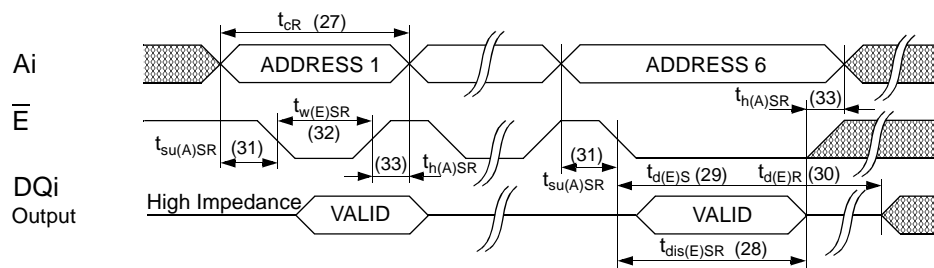 t_cR (27)
Ai
ADDRESS 1
ADDRESS 6
t_h(A)SR (33)
E
t_w(E)SR
(32)
t_su(A)SR (31)
(33) t_h(A)SR
(31)
t_su(A)SR
t_d(E)S (29)
t_d(E)R (30)
DQi
Output
High Impedance
VALID
VALID
t_dis(E)SR (28)